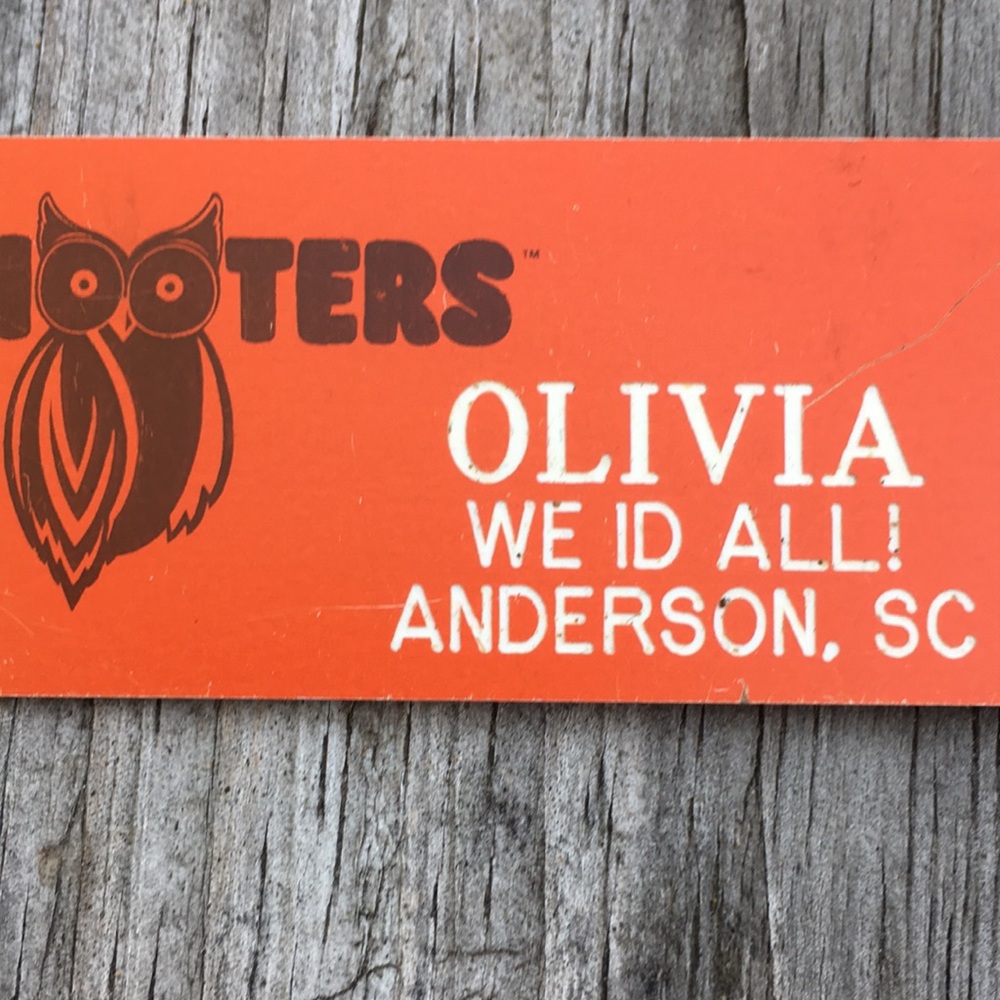 HOOTERS™
OLIVIA
WE ID ALL!
ANDERSON, SC